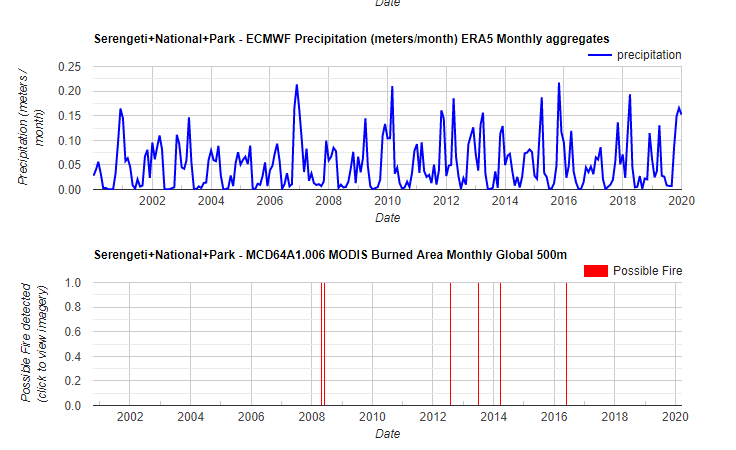 Date
Serengeti+National+Park - ECMWF Precipitation (meters/month) ERA5 Monthly aggregates
precipitation
Precipitation (meters /
month)
0.25
0.20
0.15
0.10
0.05
0.00
2002 2004 2006 2008 2010 2012 2014 2016 2018 2020
Date
Serengeti+National+Park - MCD64A1.006 MODIS Burned Area Monthly Global 500m
Possible Fire
Possible Fire detected
(click to view imagery)
1.0
0.8
0.6
0.4
0.2
0.0
2002 2004 2006 2008 2010 2012 2014 2016 2018 2020
Date